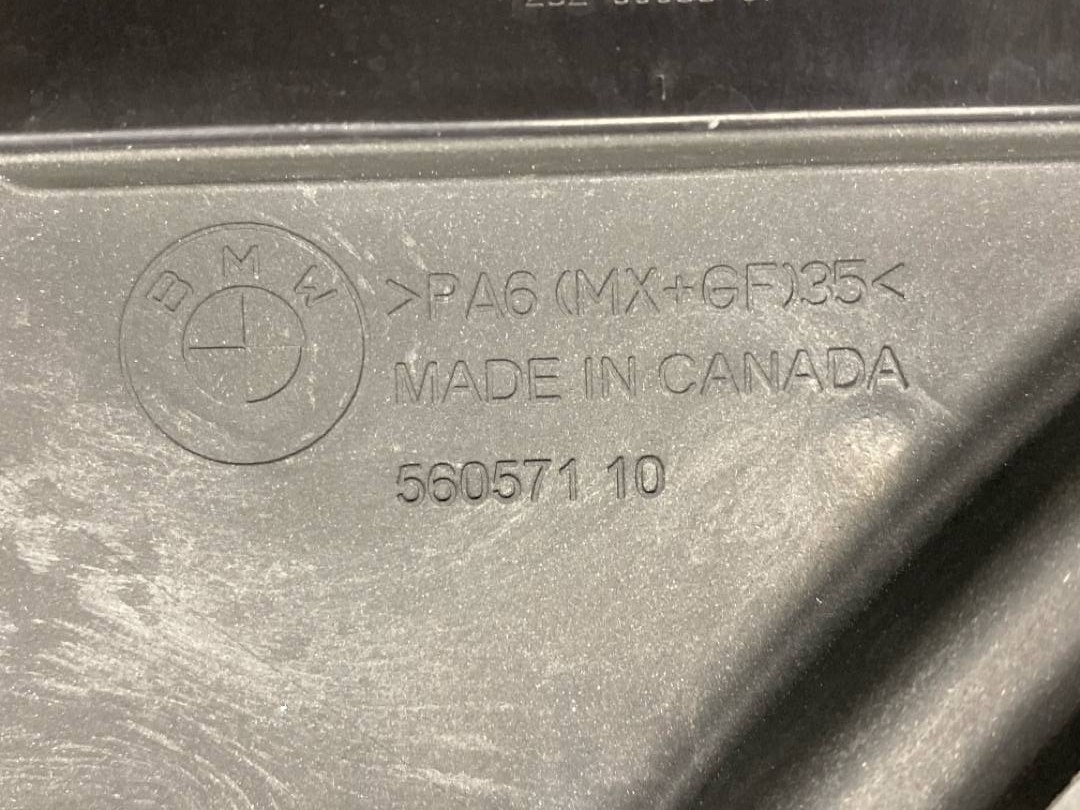 BMW
>PA6 (MX+GF)35<
MADE IN CANADA
560571 10